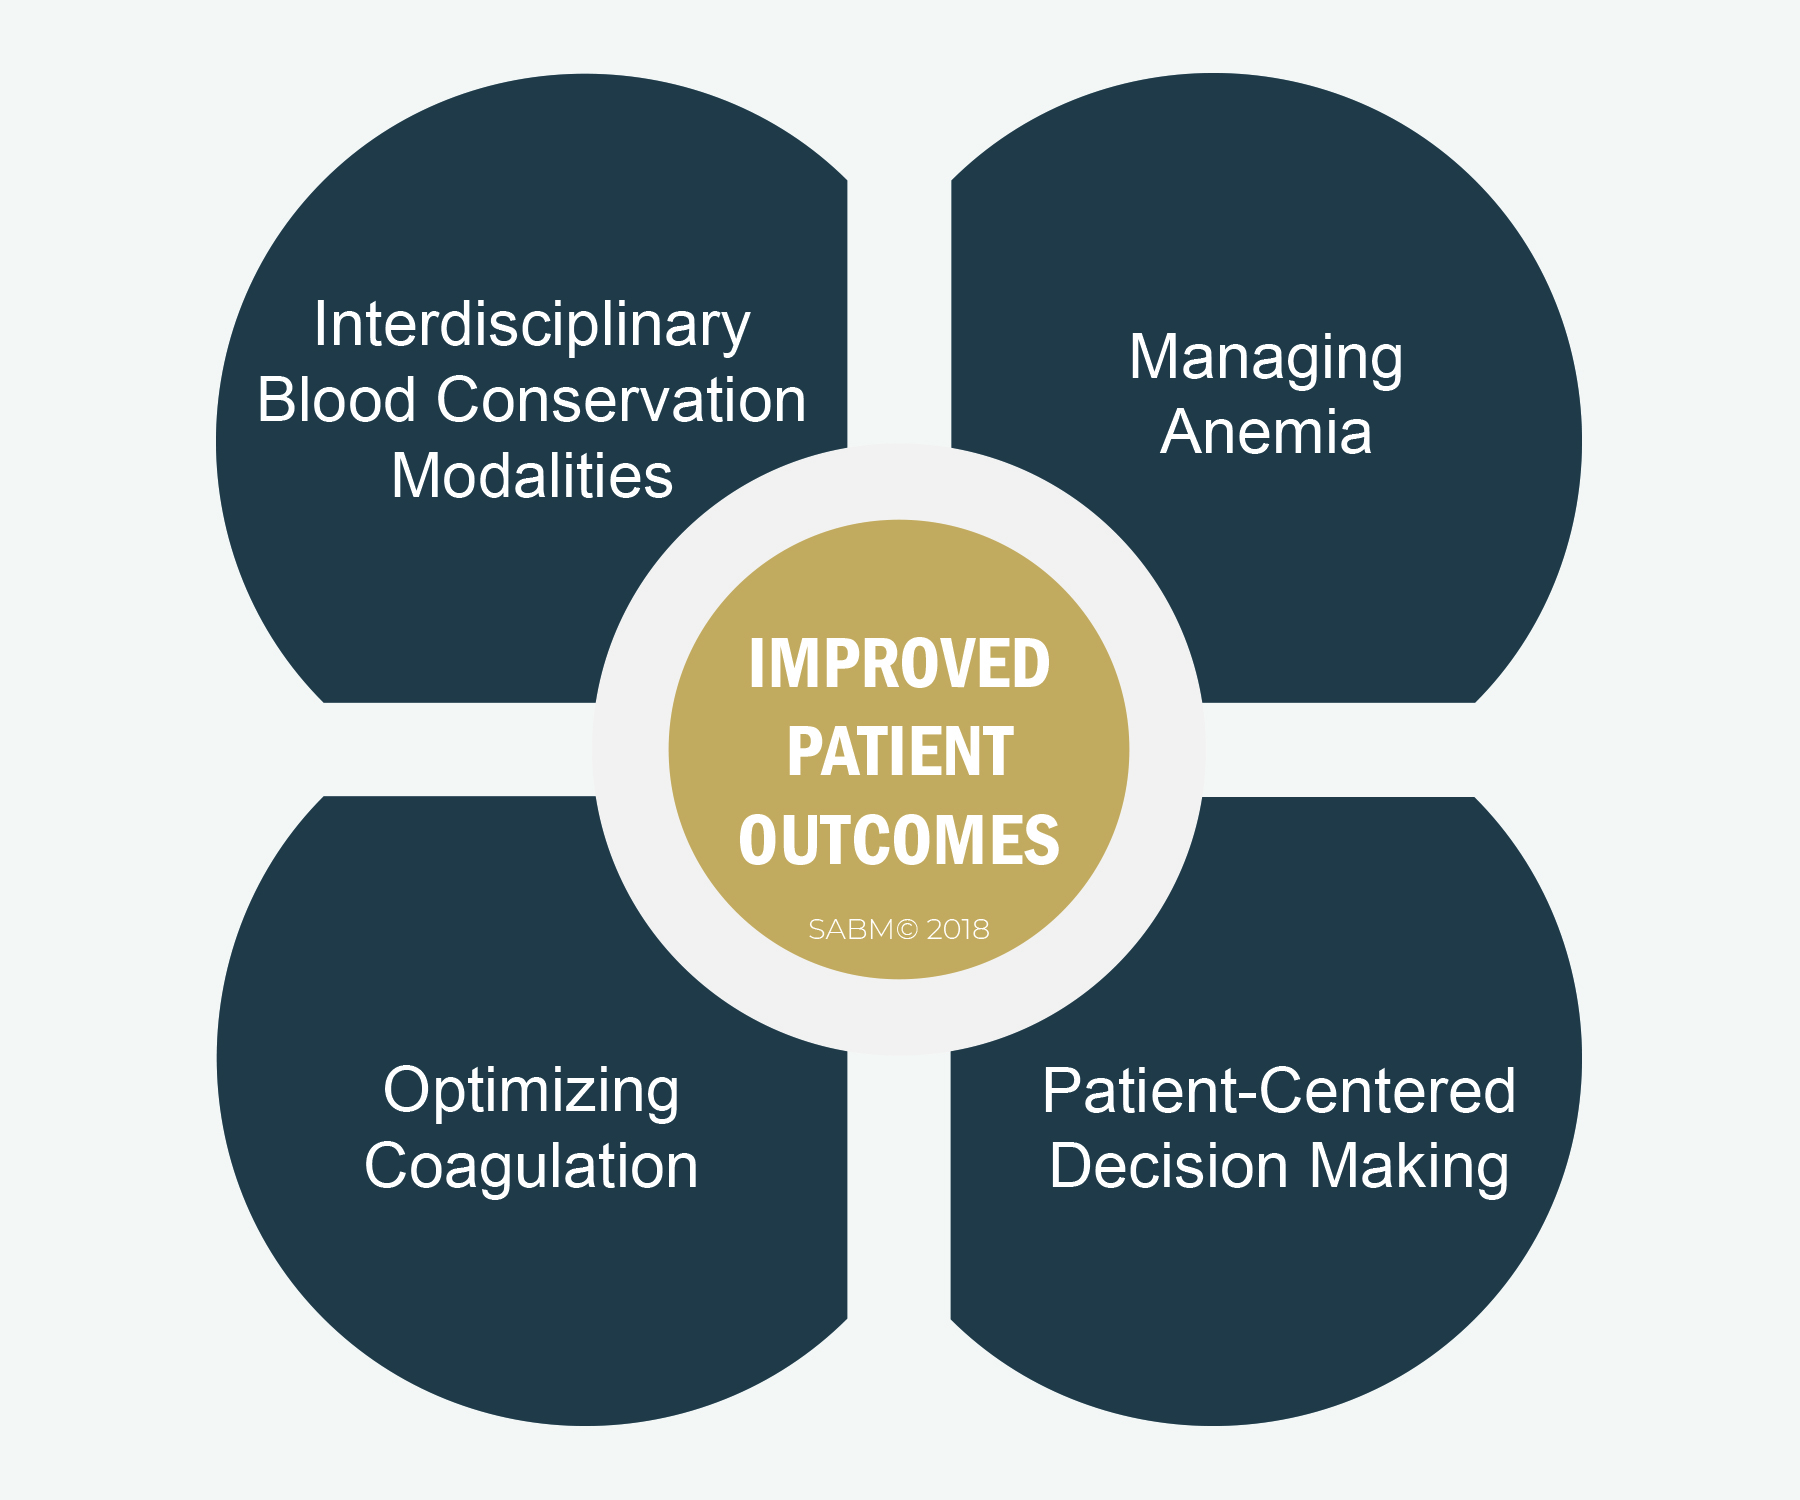 Interdisciplinary
Blood Conservation
Modalities
Managing
Anemia
IMPROVED
PATIENT
OUTCOMES
SABM© 2018
Optimizing
Coagulation
Patient-Centered
Decision Making